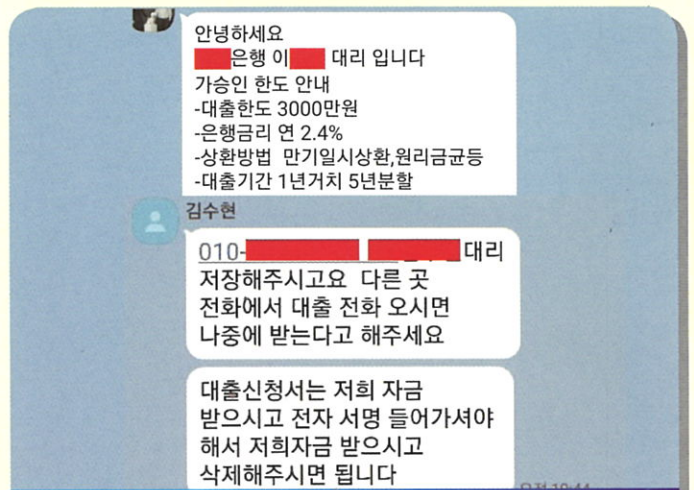 안녕하세요
은행 이 대리 입니다
가승인 한도 안내
-대출한도 3000만원
-은행금리 연 2.4%
-상환방법 만기일시상환,원리금균등
-대출기간 1년거치 5년분할
김수현
010- 대리
저장해주시고요 다른 곳
전화에서 대출 전화 오시면
나중에 받는다고 해주세요
대출신청서는 저희 자금
받으시고 전자 서명 들어가셔야
해서 저희자금 받으시고
삭제해주시면 됩니다